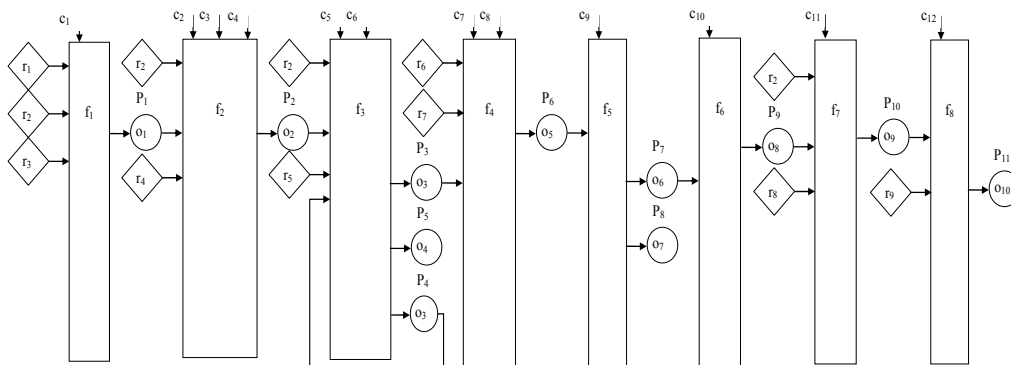 c1 c2 c3 c4 c5 c6 c7 c8 c9 c10 c11 c12
r1 r2 r2 r6
r2 P1 P2 r7 P6 r2 P10
f1 f2 f3 f4 f5 f6 f7 f8
r3 o1 o2 o5 P9 o9
r4 r5 P3 P7 o8 P11
o3 o6 r8 r9 o10
P5 P8
o4 o7
P4
o3